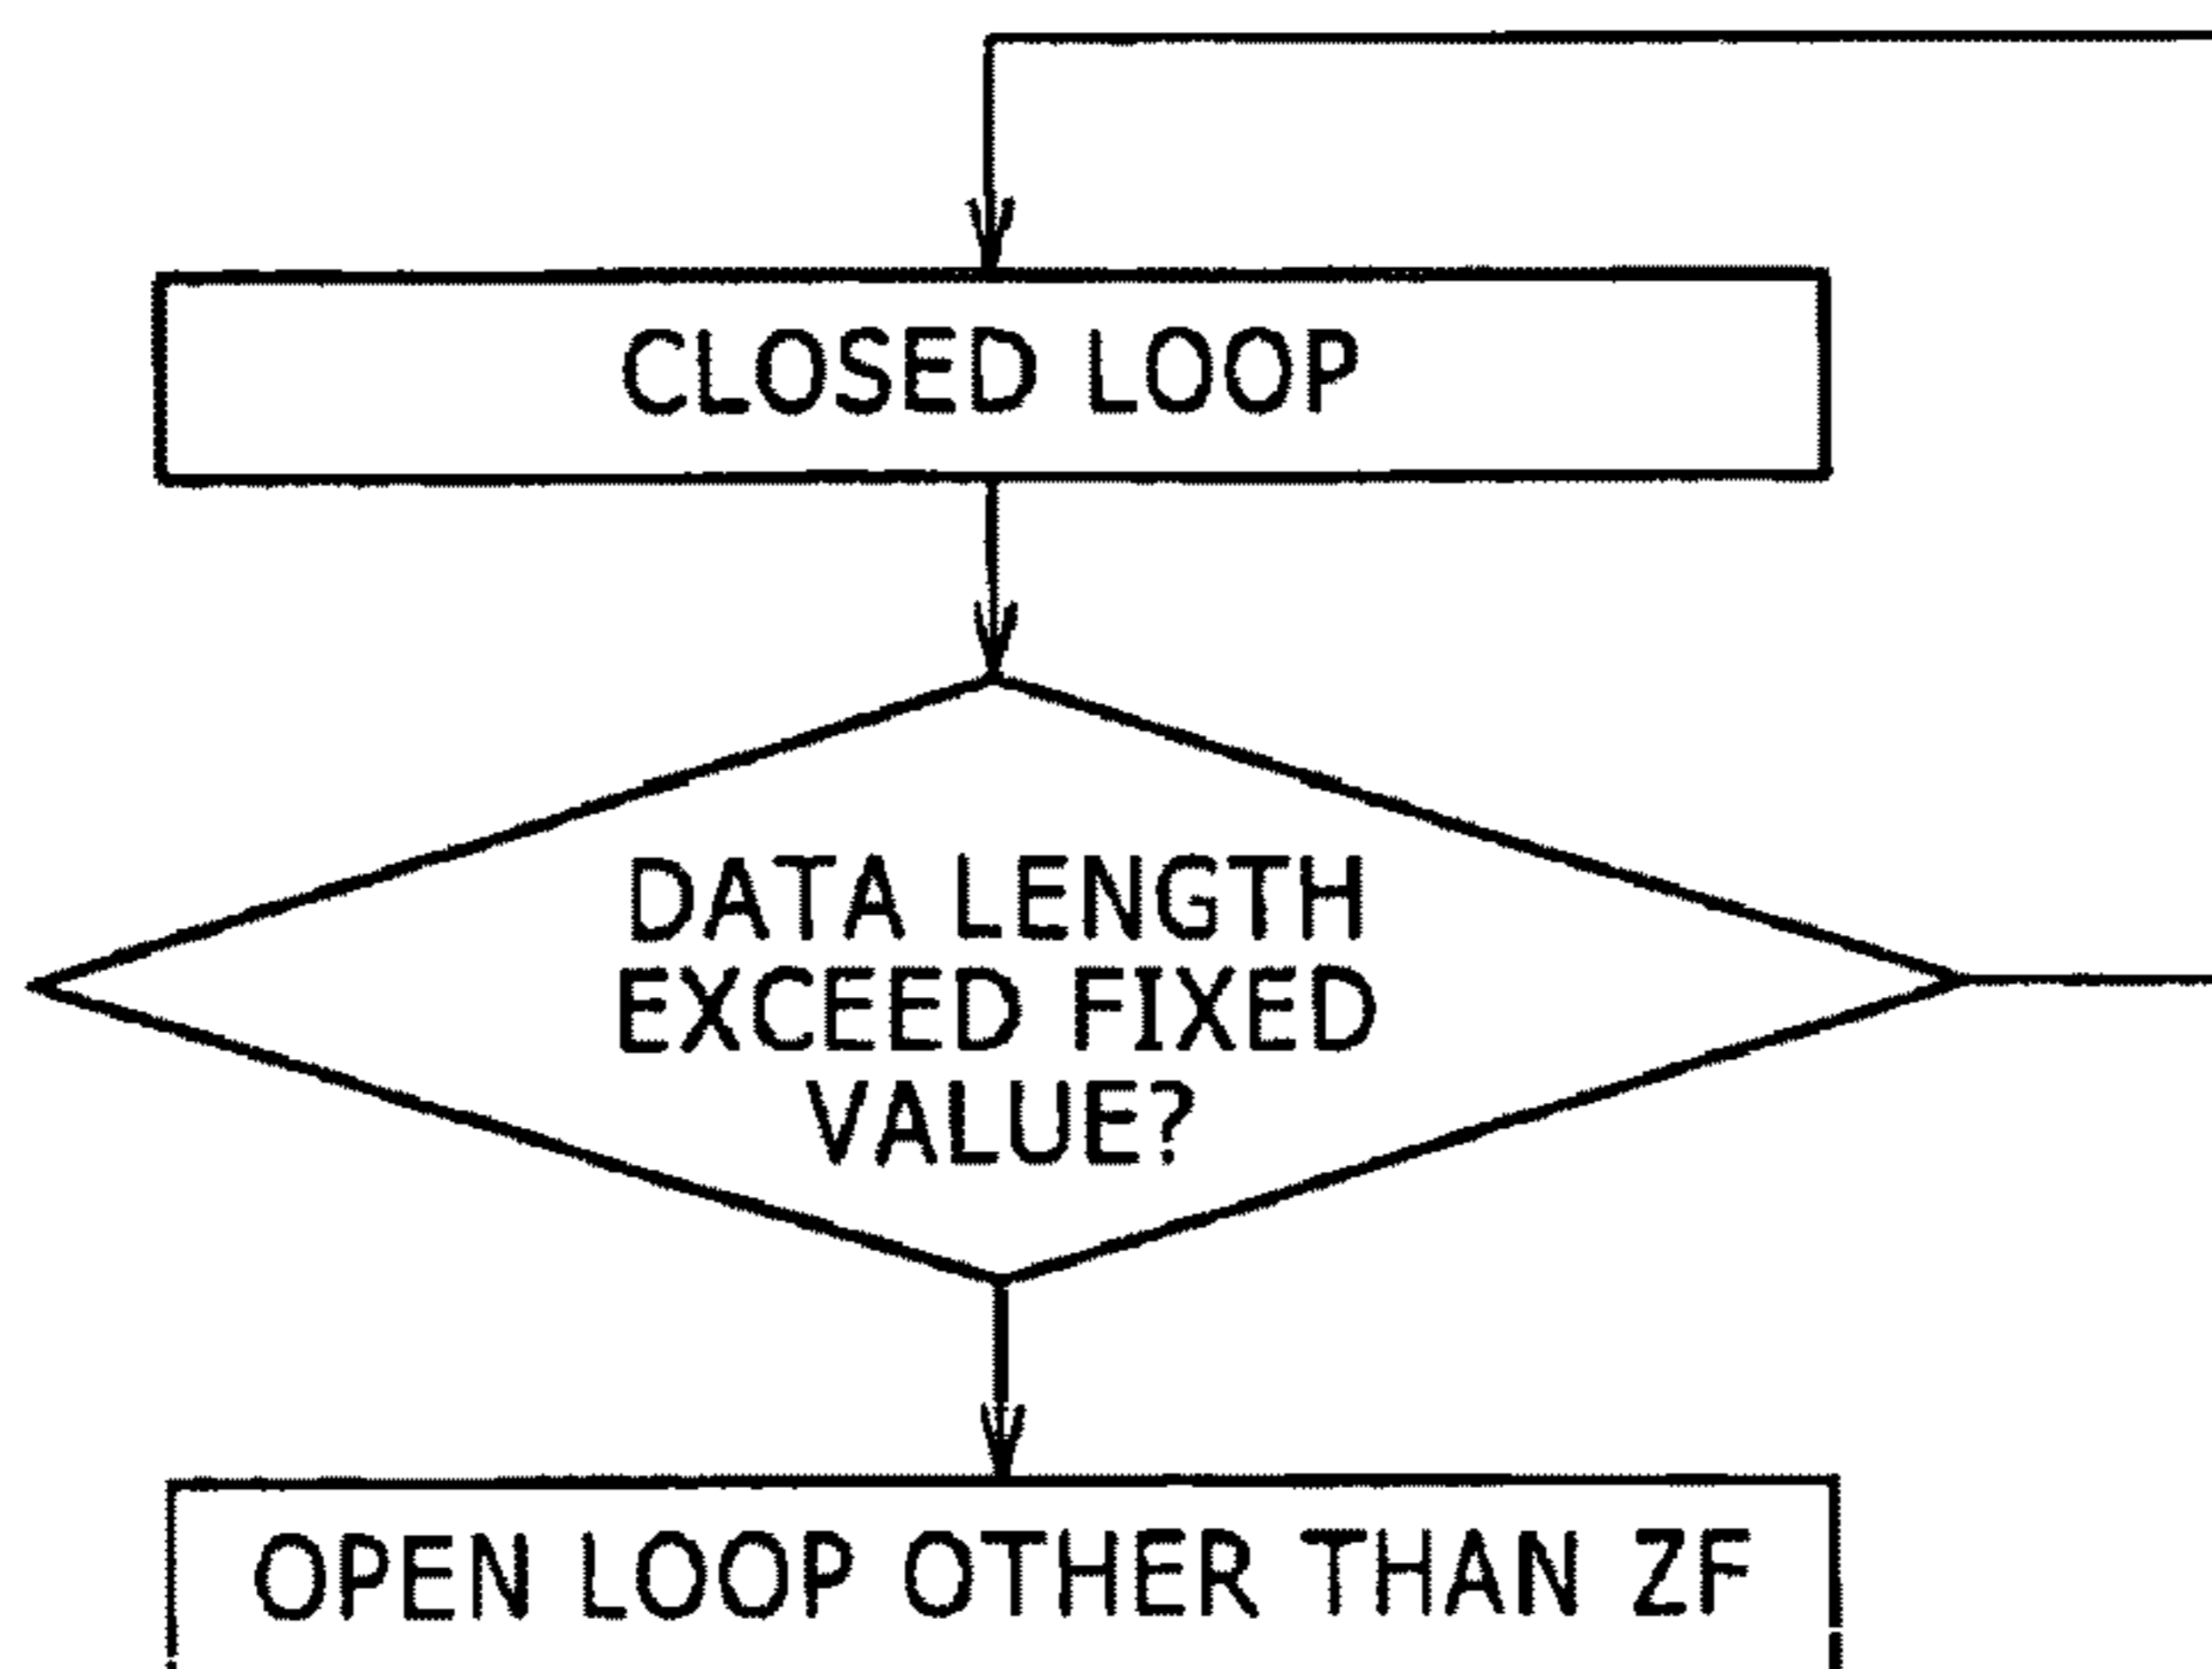 CLOSED LOOP
DATA LENGTH
EXCEED FIXED
VALUE?
OPEN LOOP OTHER THAN ZF